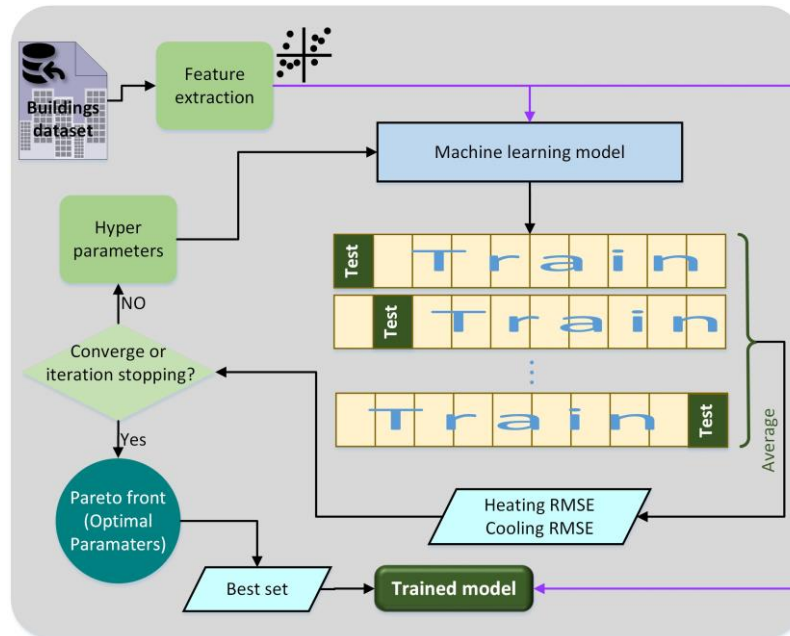 Buildings
dataset
Feature
extraction
Machine learning model
Hyper
parameters
Test
Train
Test
Train
Train
Test
Average
NO
Converge or
iteration stopping?
Yes
Pareto front
(Optimal
Paramaters)
Heating RMSE
Cooling RMSE
Best set
Trained model